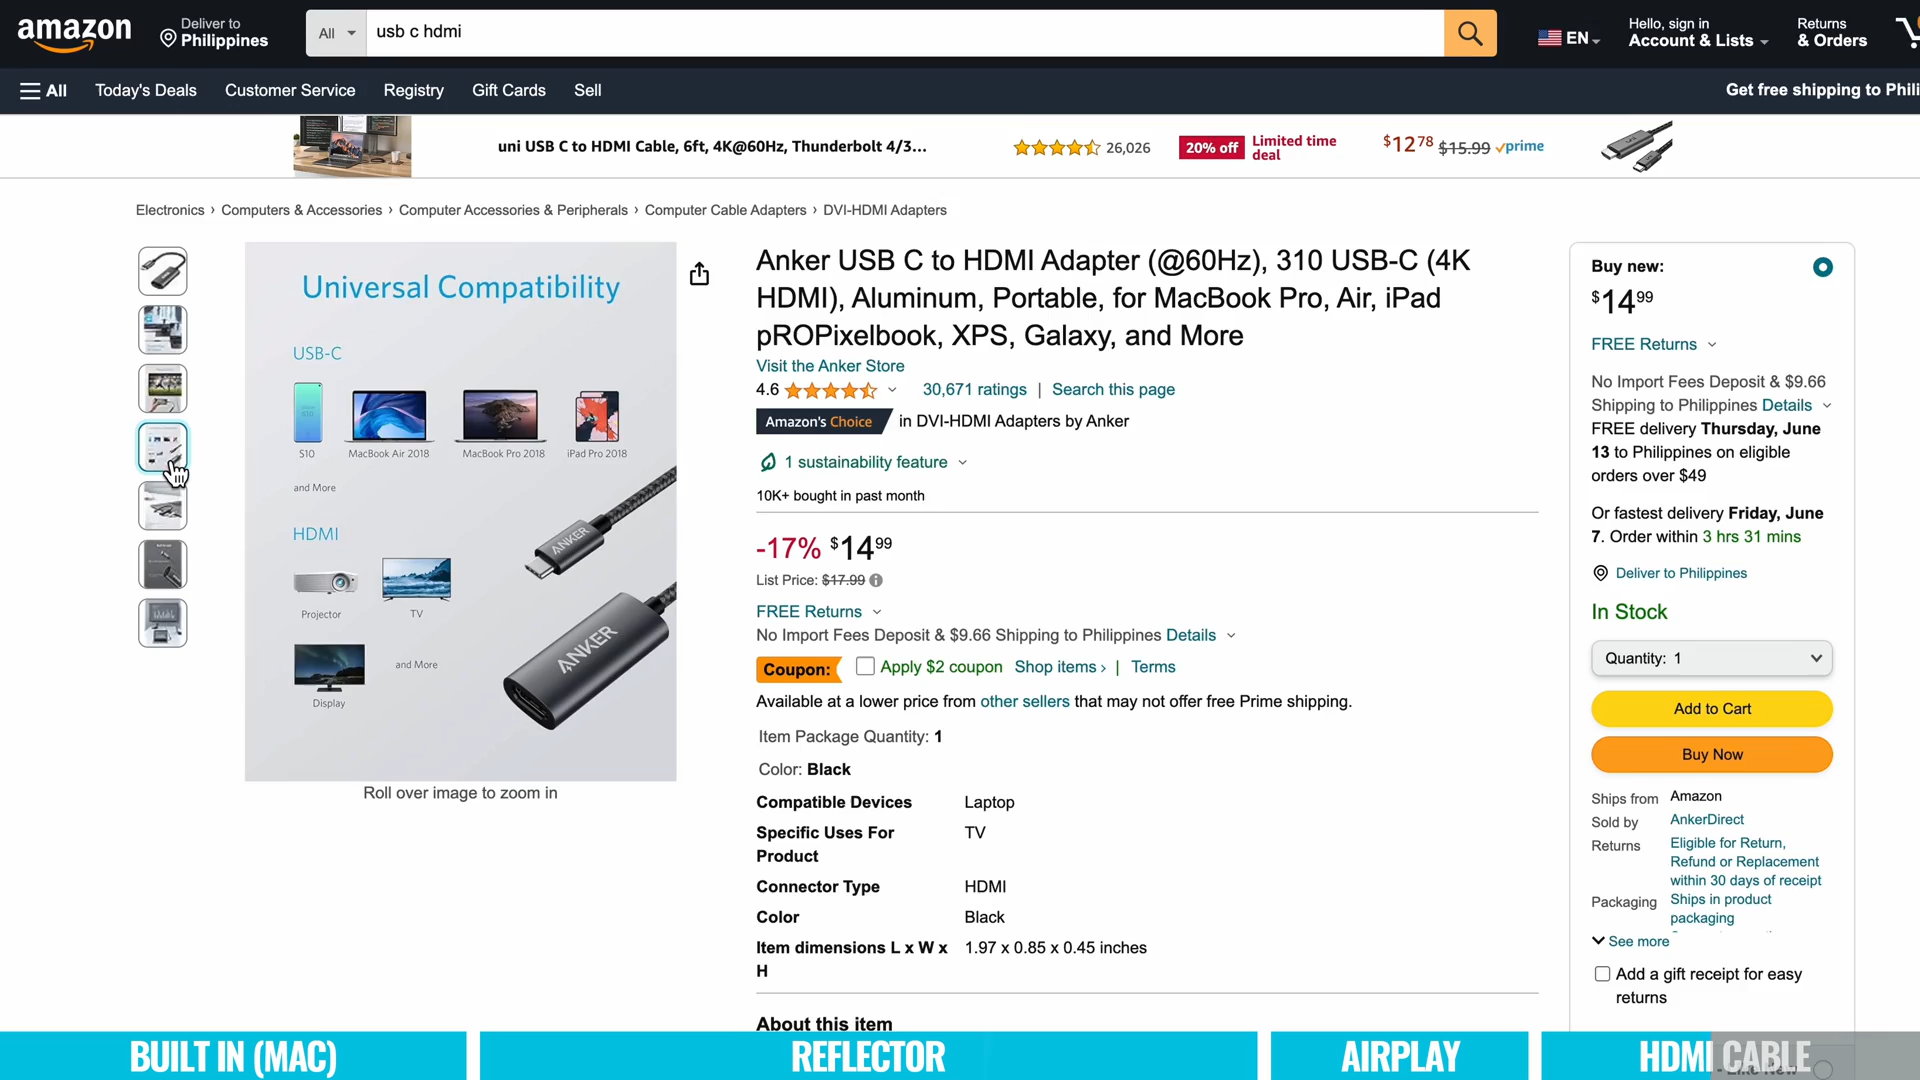 amazon
Deliver to
Philippines
All
usb c hdmi
EN
Hello, sign in
Account & Lists
Returns
& Orders
All
Today's Deals
Customer Service
Registry
Gift Cards
Sell
Get free shipping to Phili
uni USB C to HDMI Cable, 6ft, 4K@60Hz, Thunderbolt 4/3...
26,026
20% off
Limited time
deal
$12.78 $15.99 prime
Electronics › Computers & Accessories › Computer Accessories & Peripherals › Computer Cable Adapters › DVI-HDMI Adapters
Universal Compatibility
USB-C
S10
MacBook Air 2018
MacBook Pro 2018
iPad Pro 2018
and More
HDMI
Projector
TV
Display
and More
ANKER
ANKER
Roll over image to zoom in
Anker USB C to HDMI Adapter (@60Hz), 310 USB-C (4K
HDMI), Aluminum, Portable, for MacBook Pro, Air, iPad
pROPixelbook, XPS, Galaxy, and More
Visit the Anker Store
4.6
30,671 ratings | Search this page
Amazon's Choice in DVI-HDMI Adapters by Anker
1 sustainability feature
10K+ bought in past month
-17% $14.99
List Price: $17.99
FREE Returns
No Import Fees Deposit & $9.66 Shipping to Philippines Details
Coupon: Apply $2 coupon Shop items › | Terms
Available at a lower price from other sellers that may not offer free Prime shipping.
Item Package Quantity: 1
Color: Black
Compatible Devices Laptop
Specific Uses For TV
Product
Connector Type HDMI
Color Black
Item dimensions L x W x 1.97 x 0.85 x 0.45 inches
H
About this item
Buy new:
$14.99
FREE Returns
No Import Fees Deposit & $9.66
Shipping to Philippines Details
FREE delivery Thursday, June
13 to Philippines on eligible
orders over $49
Or fastest delivery Friday, June
7. Order within 3 hrs 31 mins
Deliver to Philippines
In Stock
Quantity: 1
Add to Cart
Buy Now
Ships from Amazon
Sold by AnkerDirect
Returns Eligible for Return,
Refund or Replacement
within 30 days of receipt
Packaging Ships in product
packaging
See more
Add a gift receipt for easy
returns
BUILT IN (MAC)
REFLECTOR
AIRPLAY
HDMI CABLE